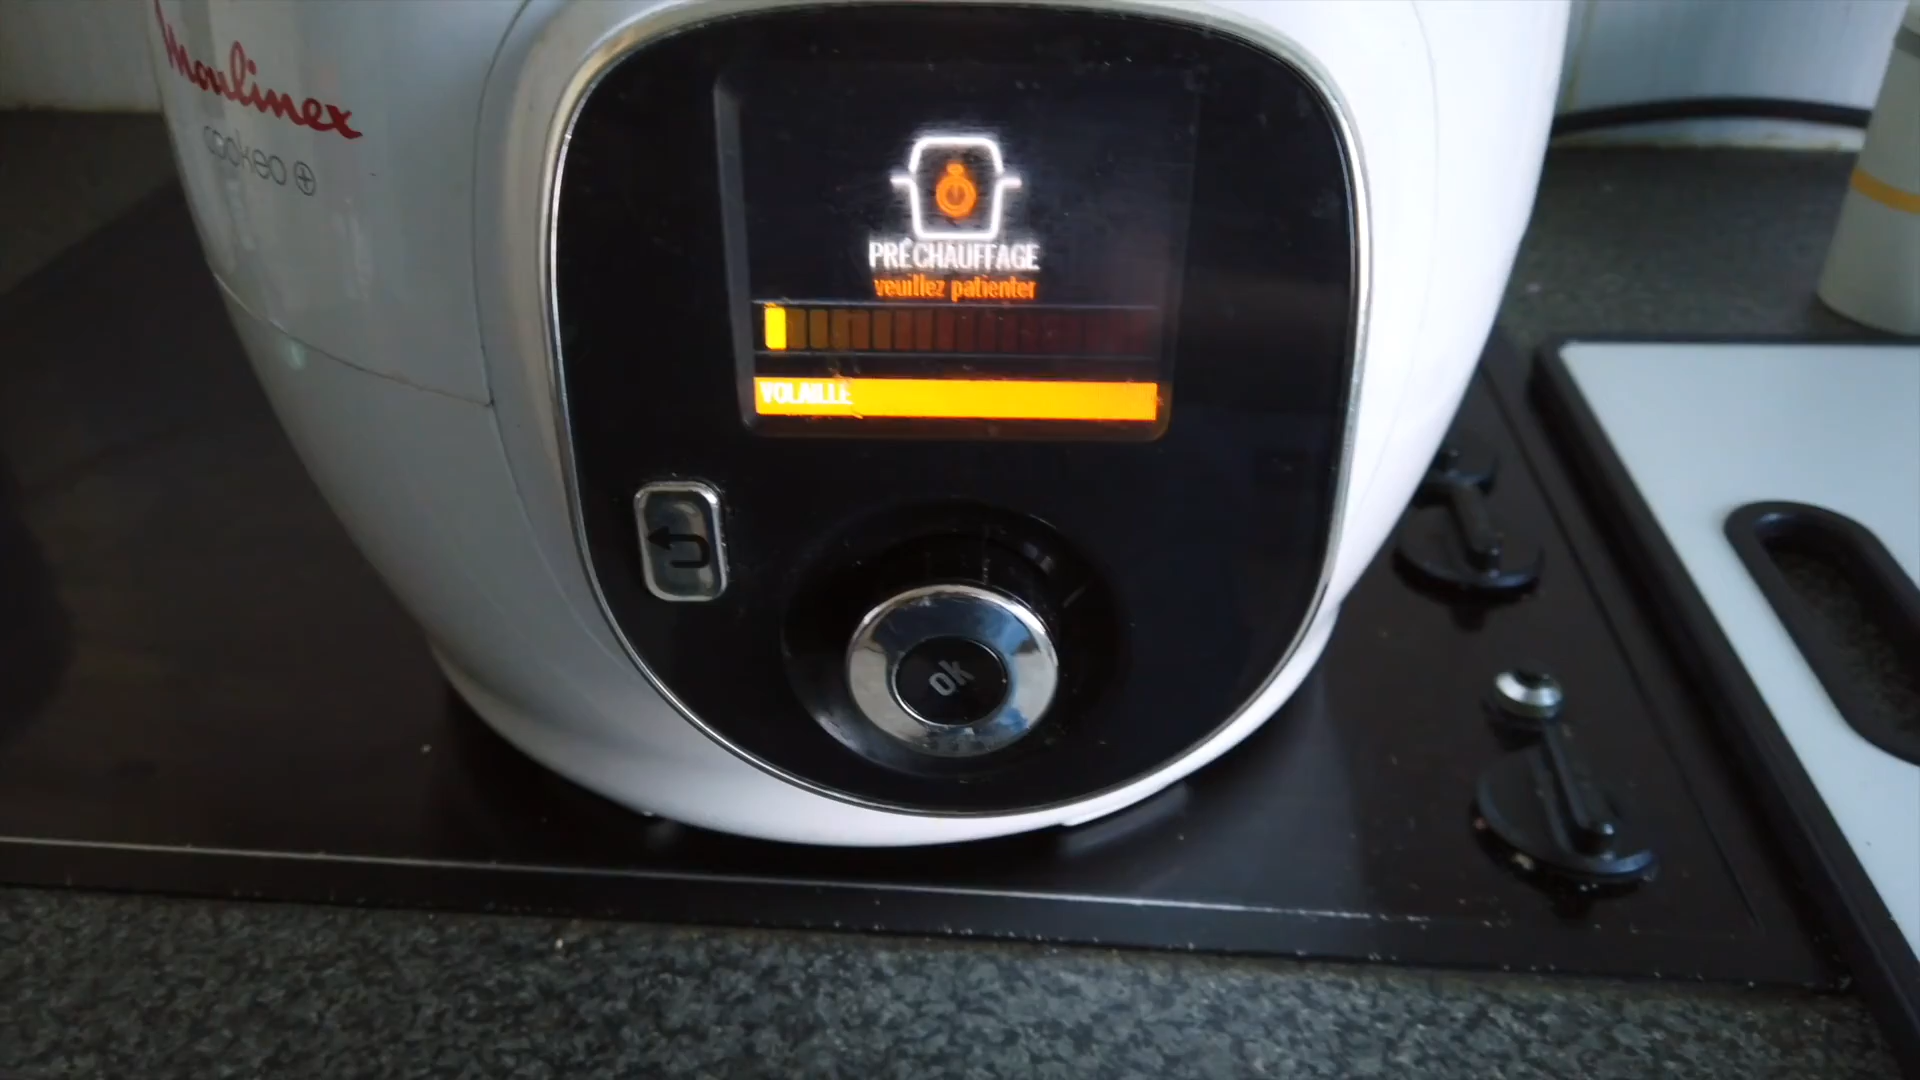 Moulinex
cookeo
PRÉCHAUFFAGE
veuillez patienter
VOLAILLE
ok